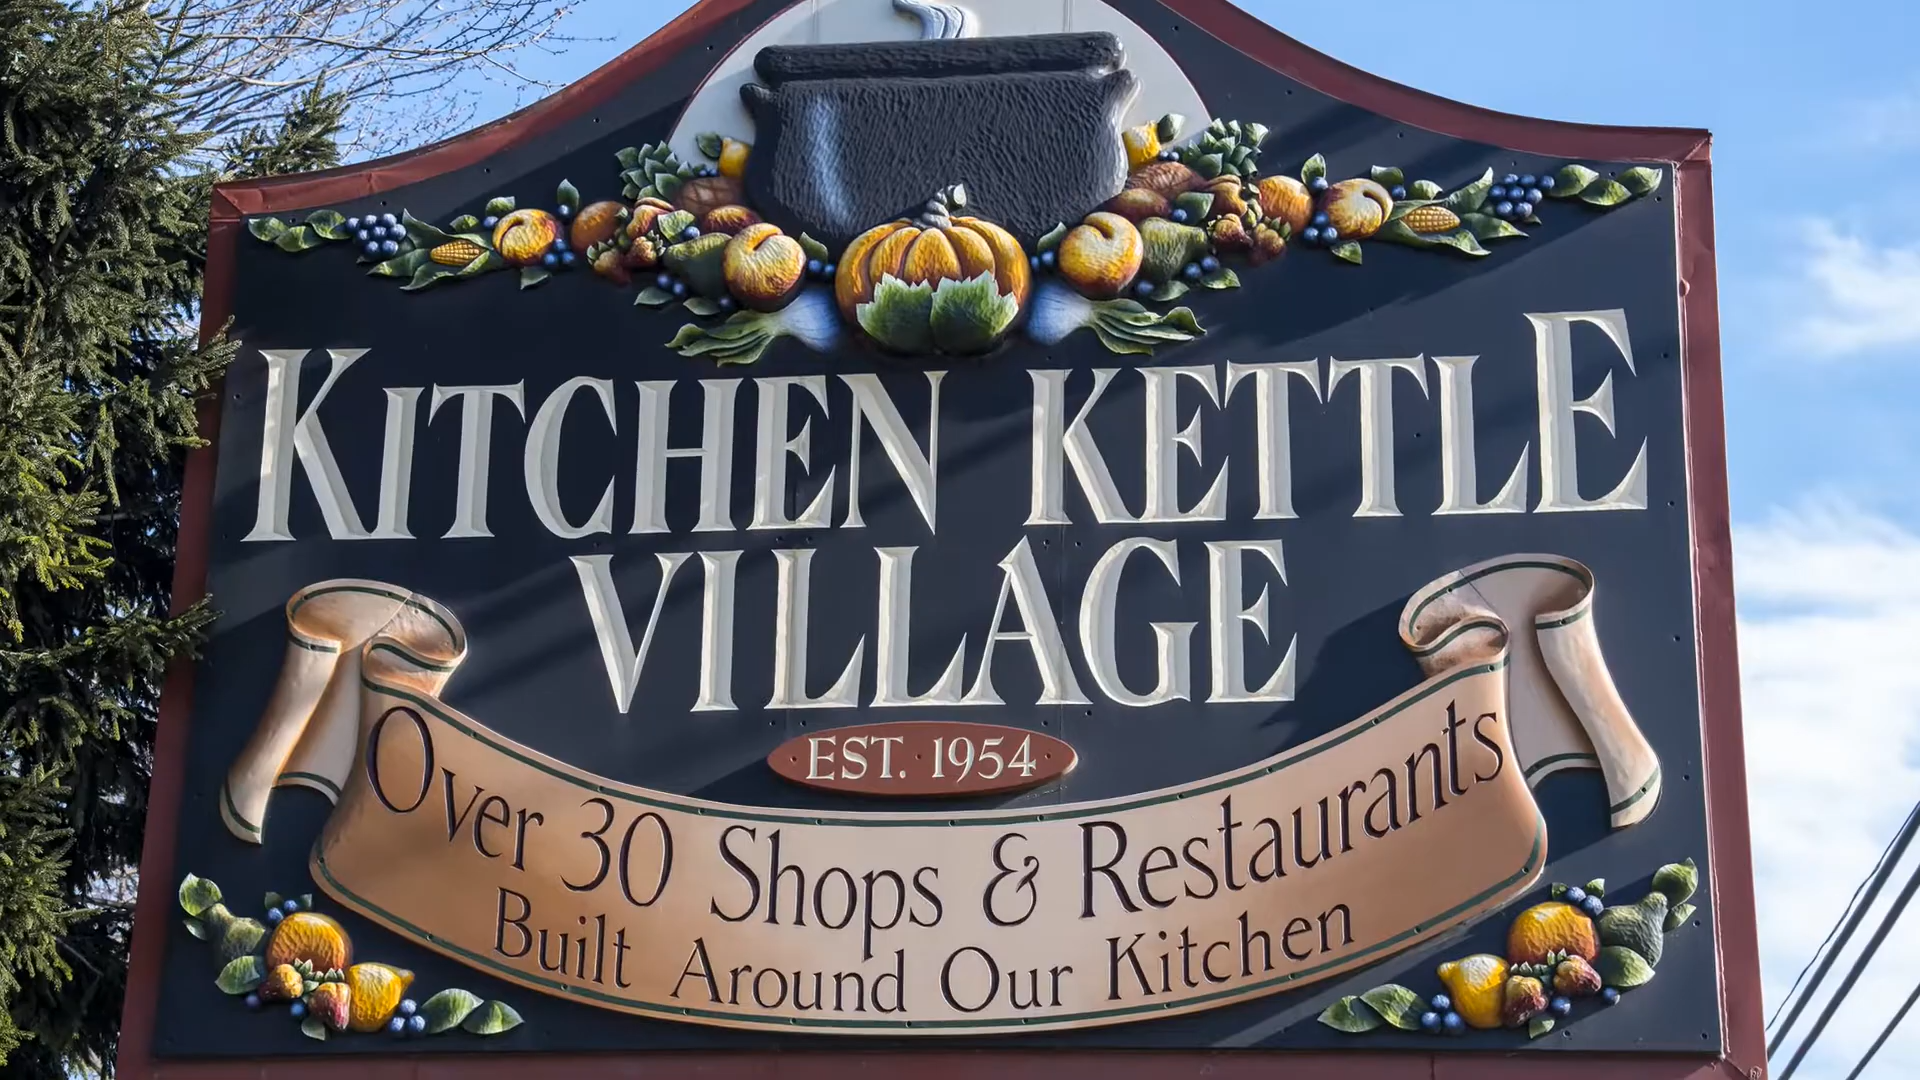 KITCHEN KETTLE
VILLAGE
EST. 1954
Over 30 Shops & Restaurants
Built Around Our Kitchen